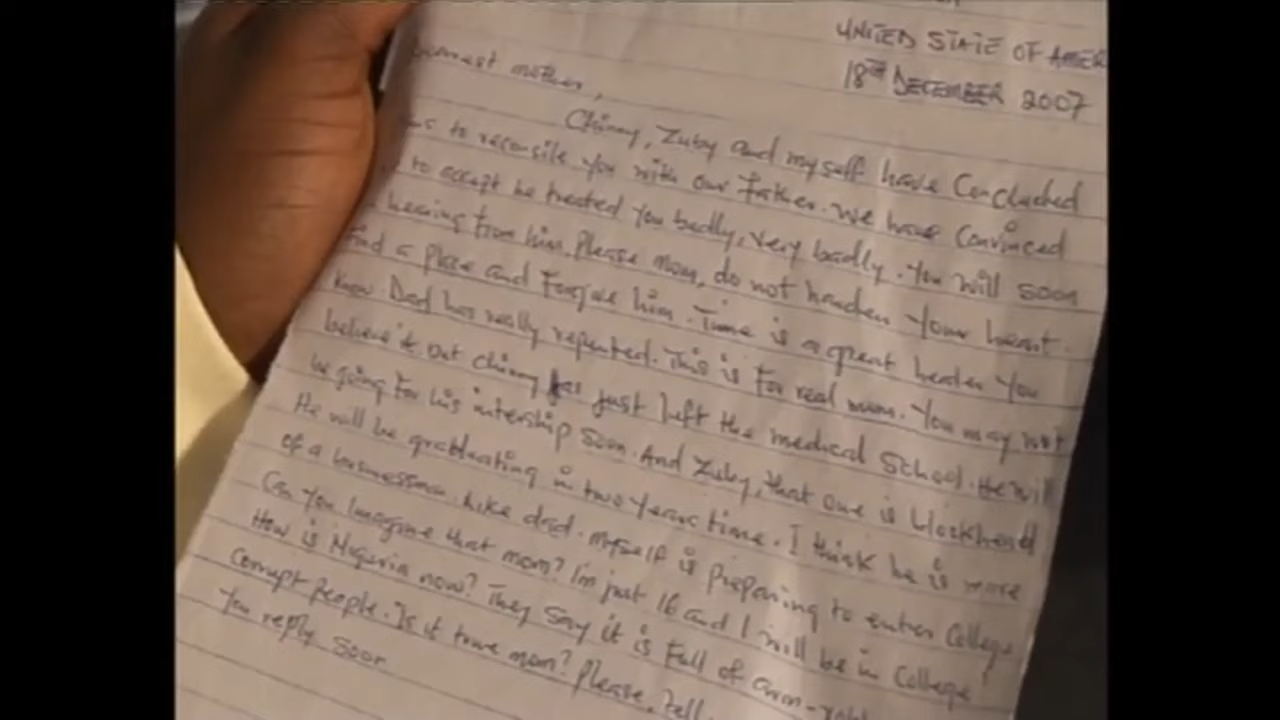 UNITED STATE OF AMER
18TH DECEMBER 2007
mother,
Chinny, Zuby and myself have Concluded
to reconsile you with our father. We have Convinced
to accept he treated you badly, very badly. You will soon
hearing from him. Please mom, do not harden your heart.
Find a place and Forgive him. Time is a great healer. You
know Dad has really repented. This is For real mum. You may not
believe it but Chinny has just left the medical School. He will
be going For his intership soon. And Zuby, that one is blockhead
He will be graduating in two years time. I think he is more
of a businessman. Like dad. myself is preparing to enter College
Can you Imagine that mom? I'm just 16 and I will be in College!
How is Nigeria now? They say it is Full of arm-
corrupt people. Is it true mom? Please, tell
You reply soon